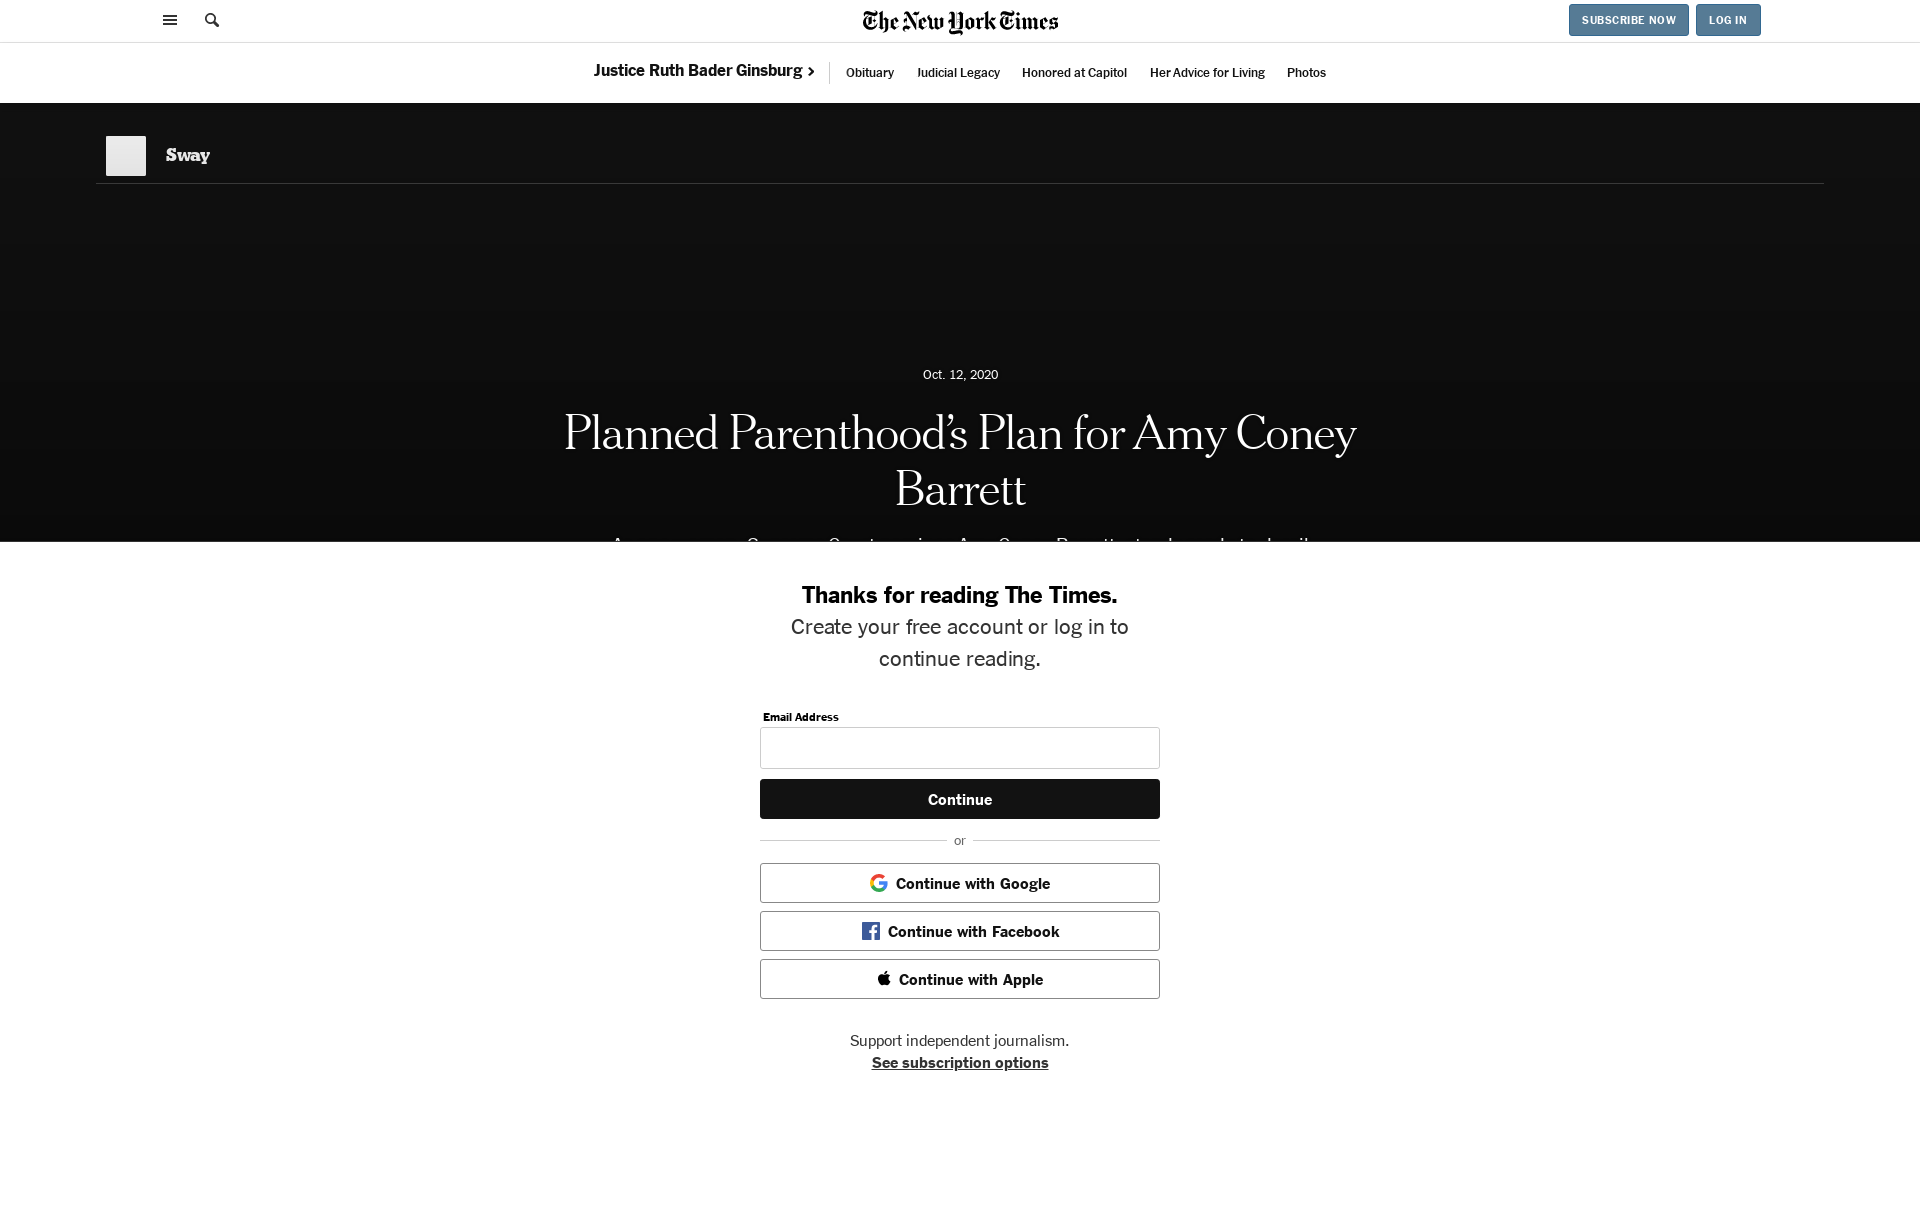 The New York Times
SUBSCRIBE NOW
LOG IN
Justice Ruth Bader Ginsburg
Obituary
Judicial Legacy
Honored at Capitol
Her Advice for Living
Photos
Sway
Oct. 12, 2020
Planned Parenthood’s Plan for Amy Coney
Barrett
Thanks for reading The Times.
Create your free account or log in to
continue reading.
Email Address
Continue
or
Continue with Google
Continue with Facebook
Continue with Apple
Support independent journalism.
See subscription options